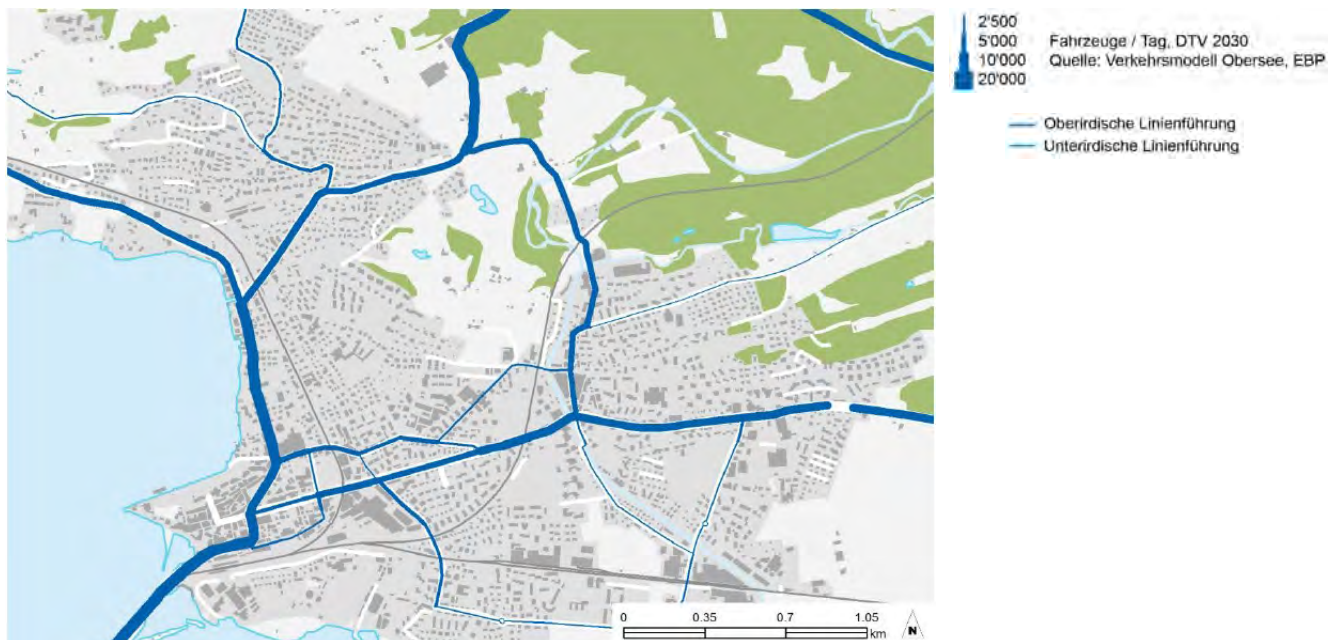 2'500
5'000
10'000
20'000
Fahrzeuge / Tag, DTV 2030
Quelle: Verkehrsmodell Obersee, EBP
Oberirdische Linienführung
Unterirdische Linienführung
0 0.35 0.7 1.05
km
N